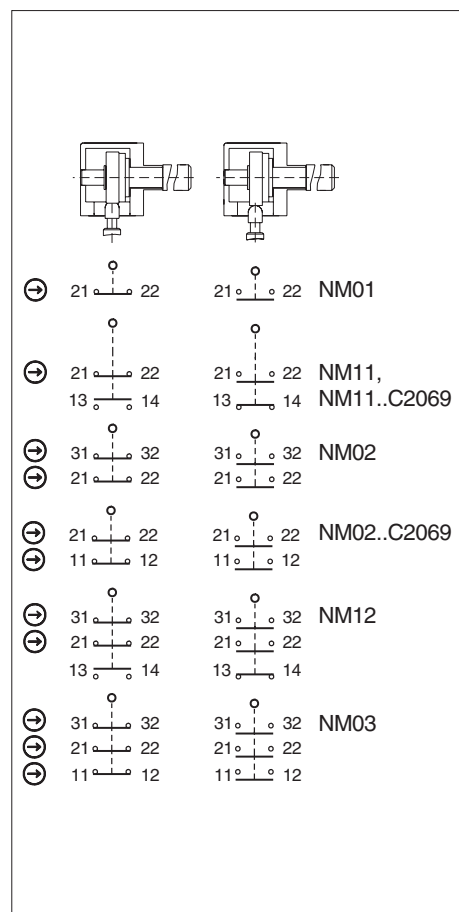 21 22 21 22 NM01
21 22 21 22 NM11,
13 14 13 14 NM11..C2069
31 32 31 32 NM02
21 22 21 22
21 22 21 22 NM02..C2069
11 12 11 12
31 32 31 32 NM12
21 22 21 22
13 14 13 14
31 32 31 32 NM03
21 22 21 22
11 12 11 12